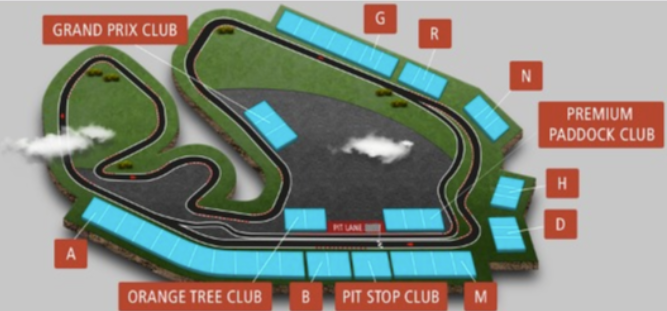 G
GRAND PRIX CLUB
R
N
PREMIUM
PADDOCK CLUB
H
D
PIT LANE
A
ORANGE TREE CLUB
B
PIT STOP CLUB
M